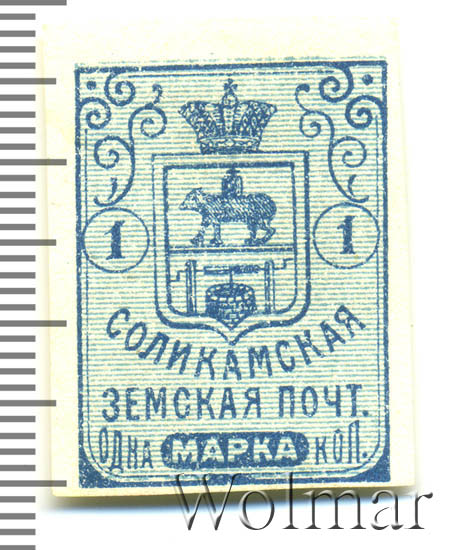 1 1
СОЛИКАМСКАЯ
ЗЕМСКАЯ ПОЧТ.
ОДНА МАРКА КОП.
Wolmar